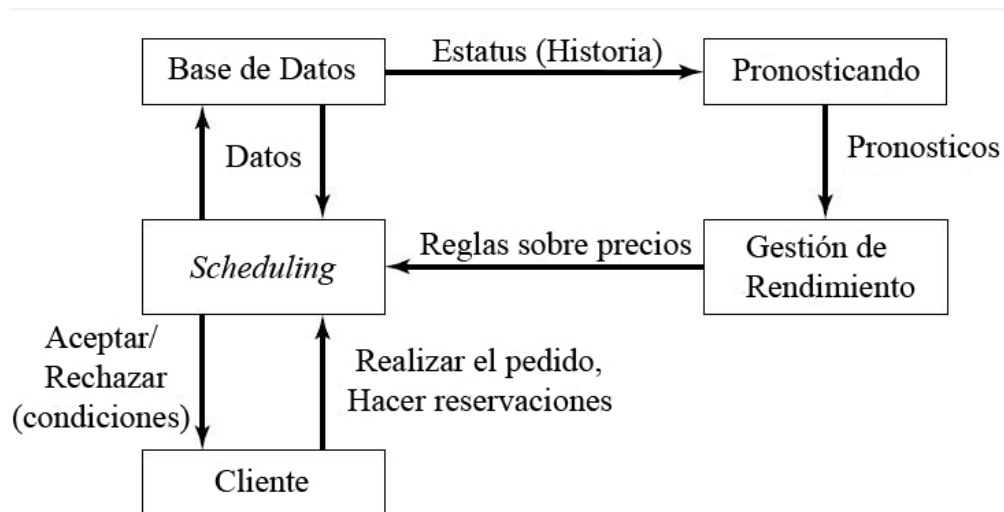 Base de Datos
Estatus (Historia)
Pronosticando
Datos
Pronosticos
Scheduling
Reglas sobre precios
Gestión de
Rendimiento
Aceptar/
Rechazar
(condiciones)
Realizar el pedido,
Hacer reservaciones
Cliente